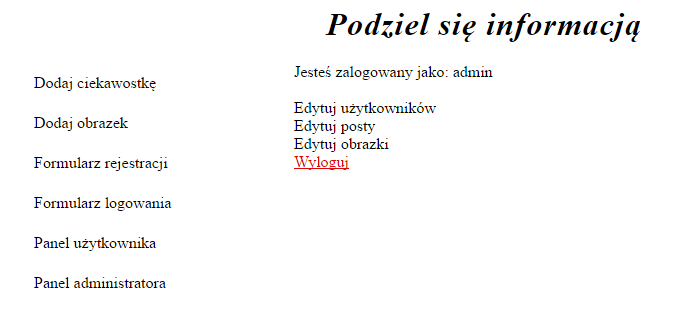 Podziel się informacją
Dodaj ciekawostkę
Dodaj obrazek
Formularz rejestracji
Formularz logowania
Panel użytkownika
Panel administratora
Jesteś zalogowany jako: admin
Edytuj użytkowników
Edytuj posty
Edytuj obrazki
Wyloguj